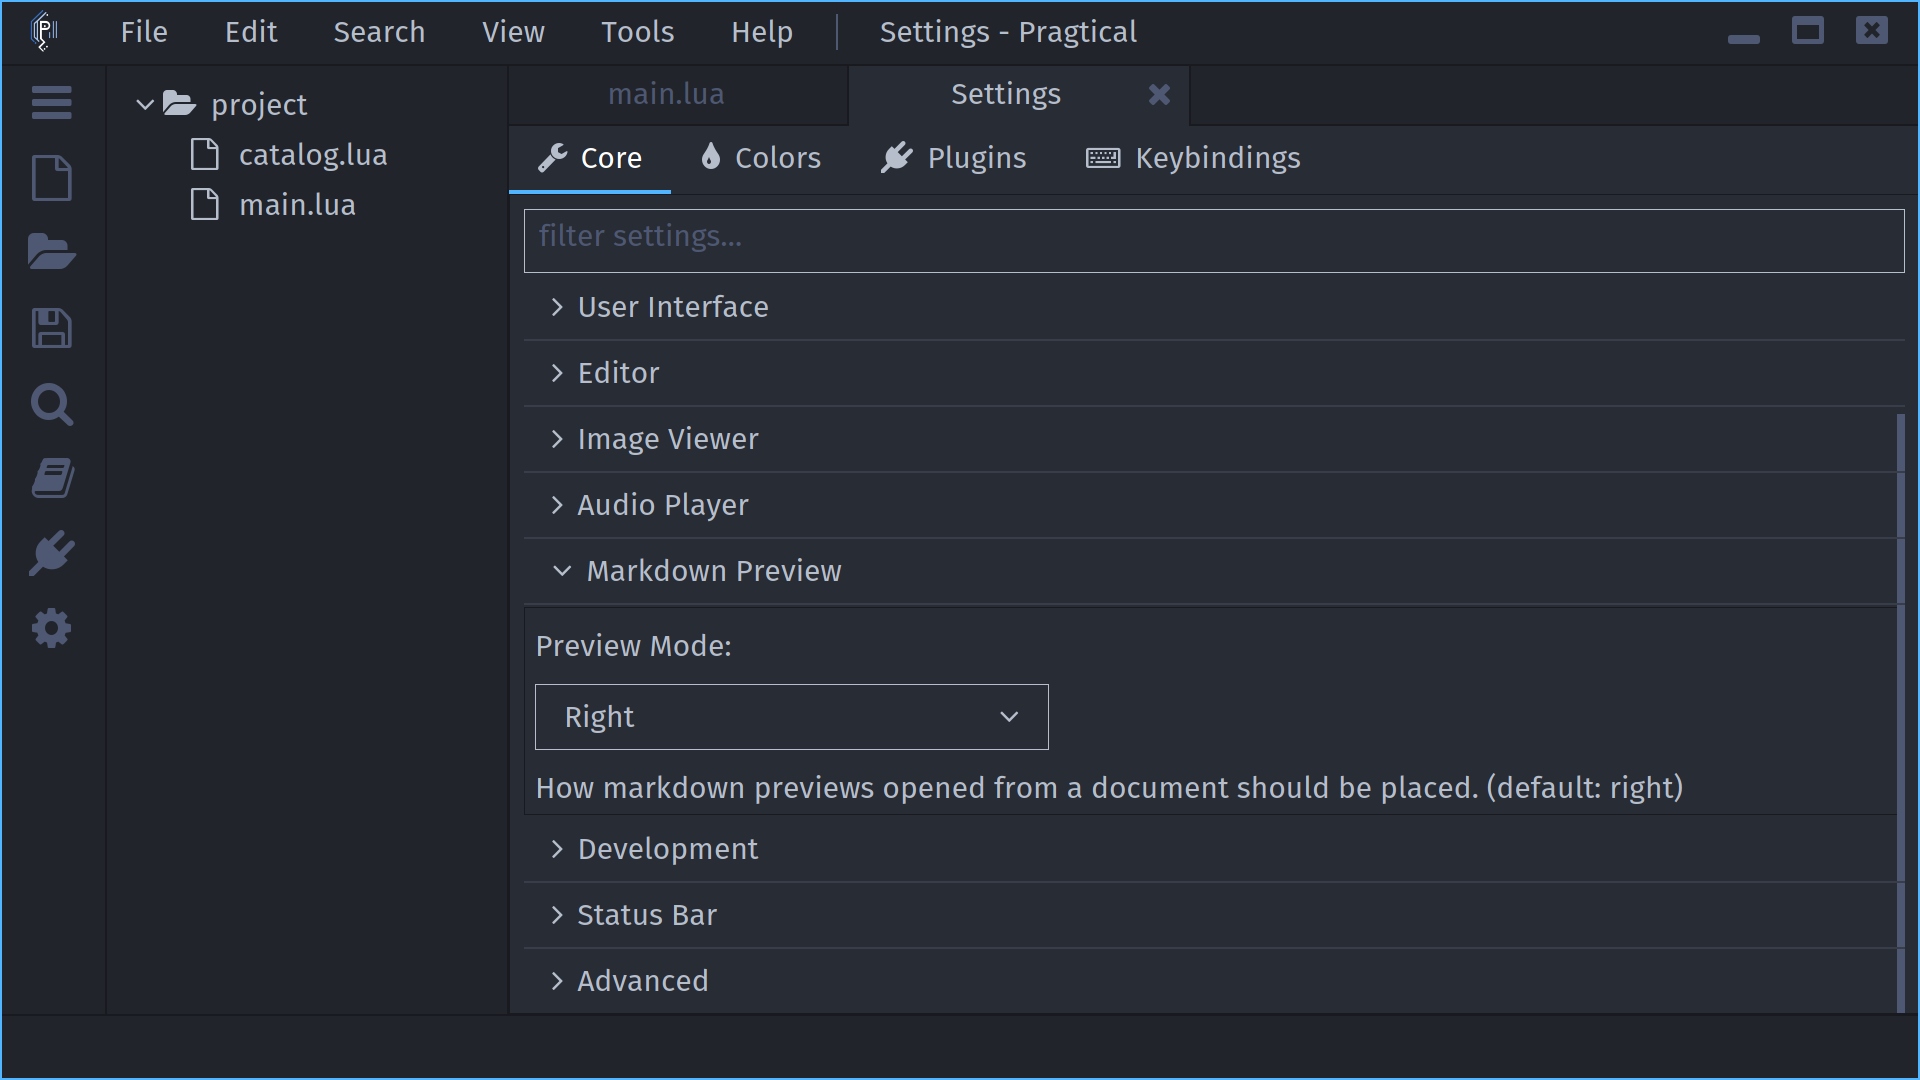 File Edit Search View Tools Help Settings - Pragtical
project
catalog.lua
main.lua
main.lua Settings
Core Colors Plugins Keybindings
filter settings...
User Interface
Editor
Image Viewer
Audio Player
Markdown Preview
Preview Mode:
Right
How markdown previews opened from a document should be placed. (default: right)
Development
Status Bar
Advanced